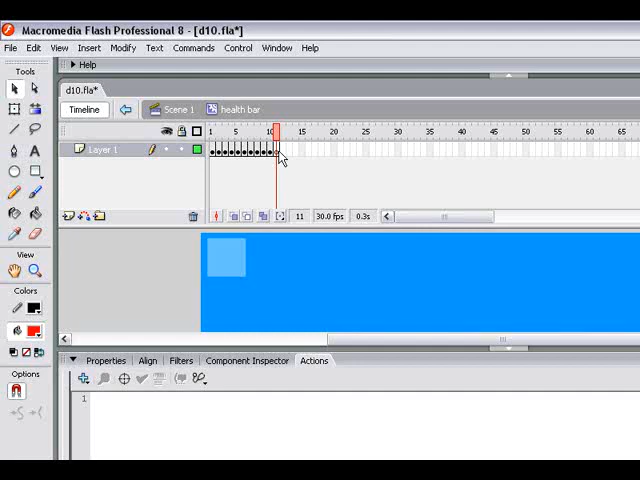 Macromedia Flash Professional 8 - [d10.fla*]
File Edit View Insert Modify Text Commands Control Window Help
Help
Tools
d10.fla*
Timeline Scene 1 health bar
1 5 10 15 20 25 30 35 40 45 50 55 60 65
Layer 1
A
11 30.0 fps 0.3s
View
Colors
Properties Align Filters Component Inspector Actions
Options
1